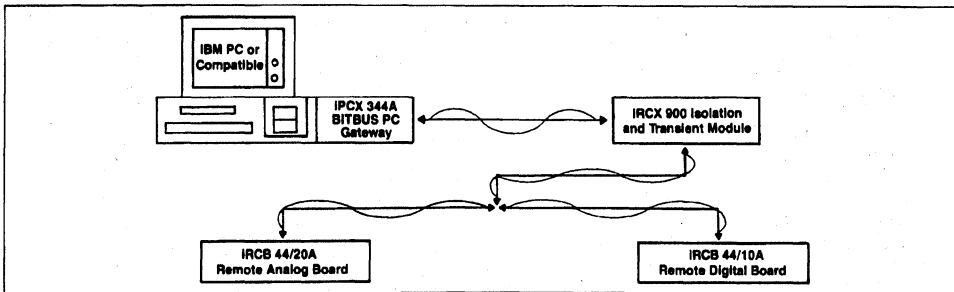 IBM PC or
Compatible
IPCX 344A
BITBUS PC
Gateway
IRCX 900 Isolation
and Transient Module
IRCB 44/20A
Remote Analog Board
IRCB 44/10A
Remote Digital Board